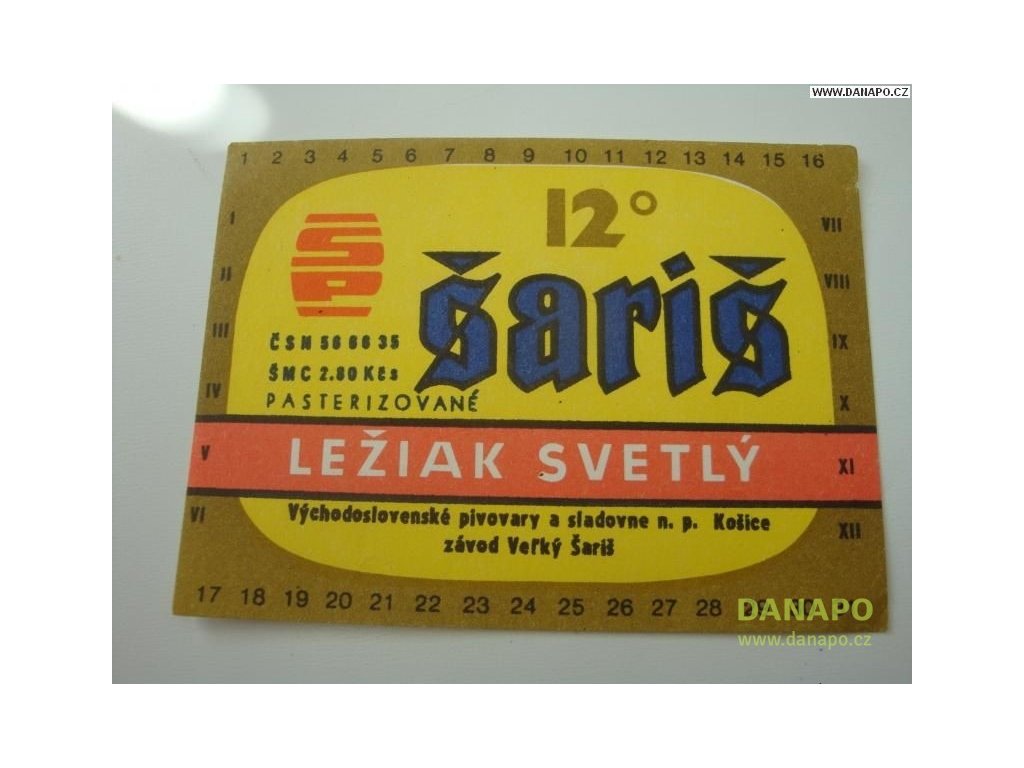 WWW.DANAPO.CZ
1 2 3 4 5 6 7 8 9 10 11 12 13 14 15 16
12°
I VII
II VIII
SP
šariš
III IX
ČSN 56 66 35
ŠMC 2.80 Kčs
IV X
PASTERIZOVANÉ
V LEŽIAK SVETLÝ XI
VI XII
Východoslovenské pivovary a sladovne n. p. Košice
závod Veľký Šariš
17 18 19 20 21 22 23 24 25 26 27 28 29
DANAPO
www.danapo.cz